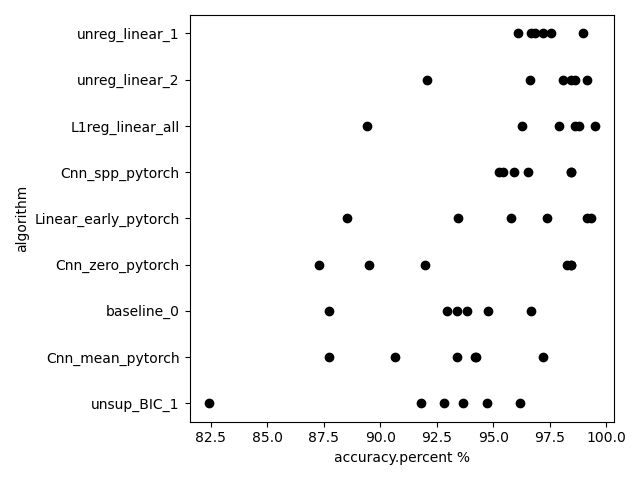 unreg_linear_1
unreg_linear_2
L1reg_linear_all
Cnn_spp_pytorch
Linear_early_pytorch
Cnn_zero_pytorch
baseline_0
Cnn_mean_pytorch
unsup_BIC_1
algorithm
82.5 85.0 87.5 90.0 92.5 95.0 97.5 100.0
accuracy.percent %